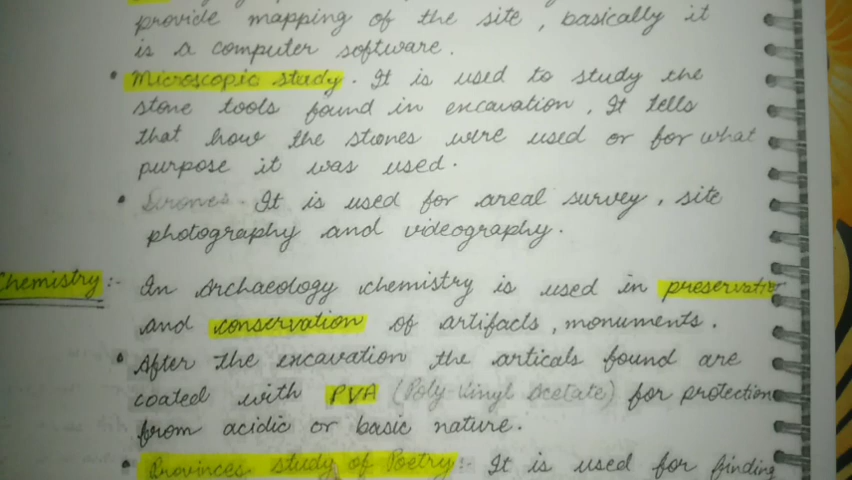 provide mapping of the site, basically it
is a computer software.
• Microscopic study. It is used to study the
stone tools found in excavation. It tells
that how the stones were used or for what
purpose it was used.
• Drones. It is used for areal survey, site
photography and videography.
Chemistry:- In Archaeology chemistry is used in preservation
and conservation of artifacts, monuments.
• After the excavation the articals found are
coated with PVA (Poly Vinyl Acetate) for protection
from acidic or basic nature.
• Provinces study of Poetry:- It is used for finding